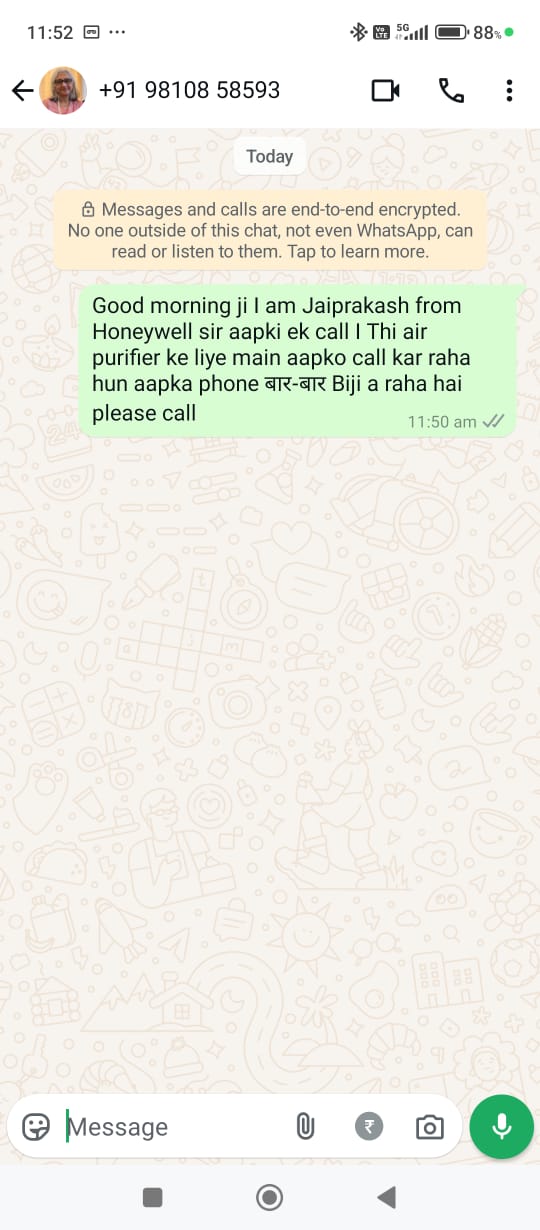 11:52
Vo LTE 5G 88%
+91 98108 58593
Today
Messages and calls are end-to-end encrypted.
No one outside of this chat, not even WhatsApp, can
read or listen to them. Tap to learn more.
Good morning ji I am Jaiprakash from
Honeywell sir aapki ek call I Thi air
purifier ke liye main aapko call kar raha
hun aapka phone बार-बार Biji a raha hai
please call
11:50 am
Message
₹